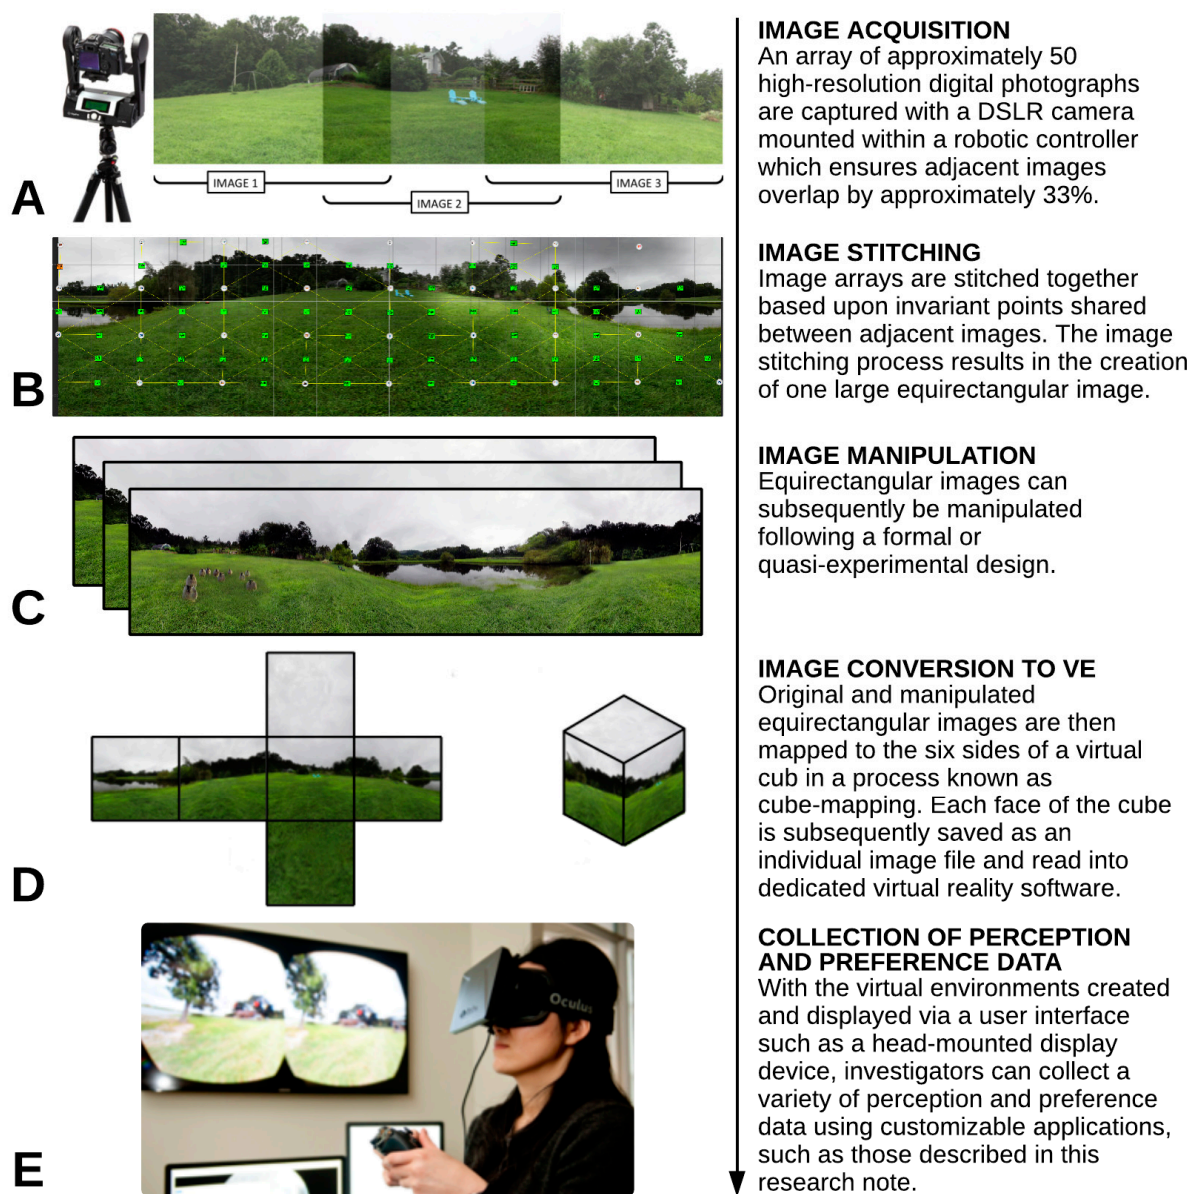 IMAGE ACQUISITION
An array of approximately 50
high-resolution digital photographs
are captured with a DSLR camera
mounted within a robotic controller
which ensures adjacent images
overlap by approximately 33%.
IMAGE 1
IMAGE 2
IMAGE 3
A
IMAGE STITCHING
Image arrays are stitched together
based upon invariant points shared
between adjacent images. The image
stitching process results in the creation
of one large equirectangular image.
B
IMAGE MANIPULATION
Equirectangular images can
subsequently be manipulated
following a formal or
quasi-experimental design.
C
IMAGE CONVERSION TO VE
Original and manipulated
equirectangular images are then
mapped to the six sides of a virtual
cub in a process known as
cube-mapping. Each face of the cube
is subsequently saved as an
individual image file and read into
dedicated virtual reality software.
D
COLLECTION OF PERCEPTION
AND PREFERENCE DATA
With the virtual environments created
and displayed via a user interface
such as a head-mounted display
device, investigators can collect a
variety of perception and preference
data using customizable applications,
such as those described in this
research note.
Oculus
E